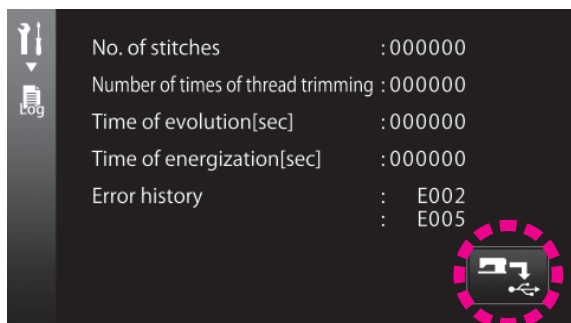 Log
No. of stitches :000000
Number of times of thread trimming :000000
Time of evolution[sec] :000000
Time of energization[sec] :000000
Error history : E002
: E005